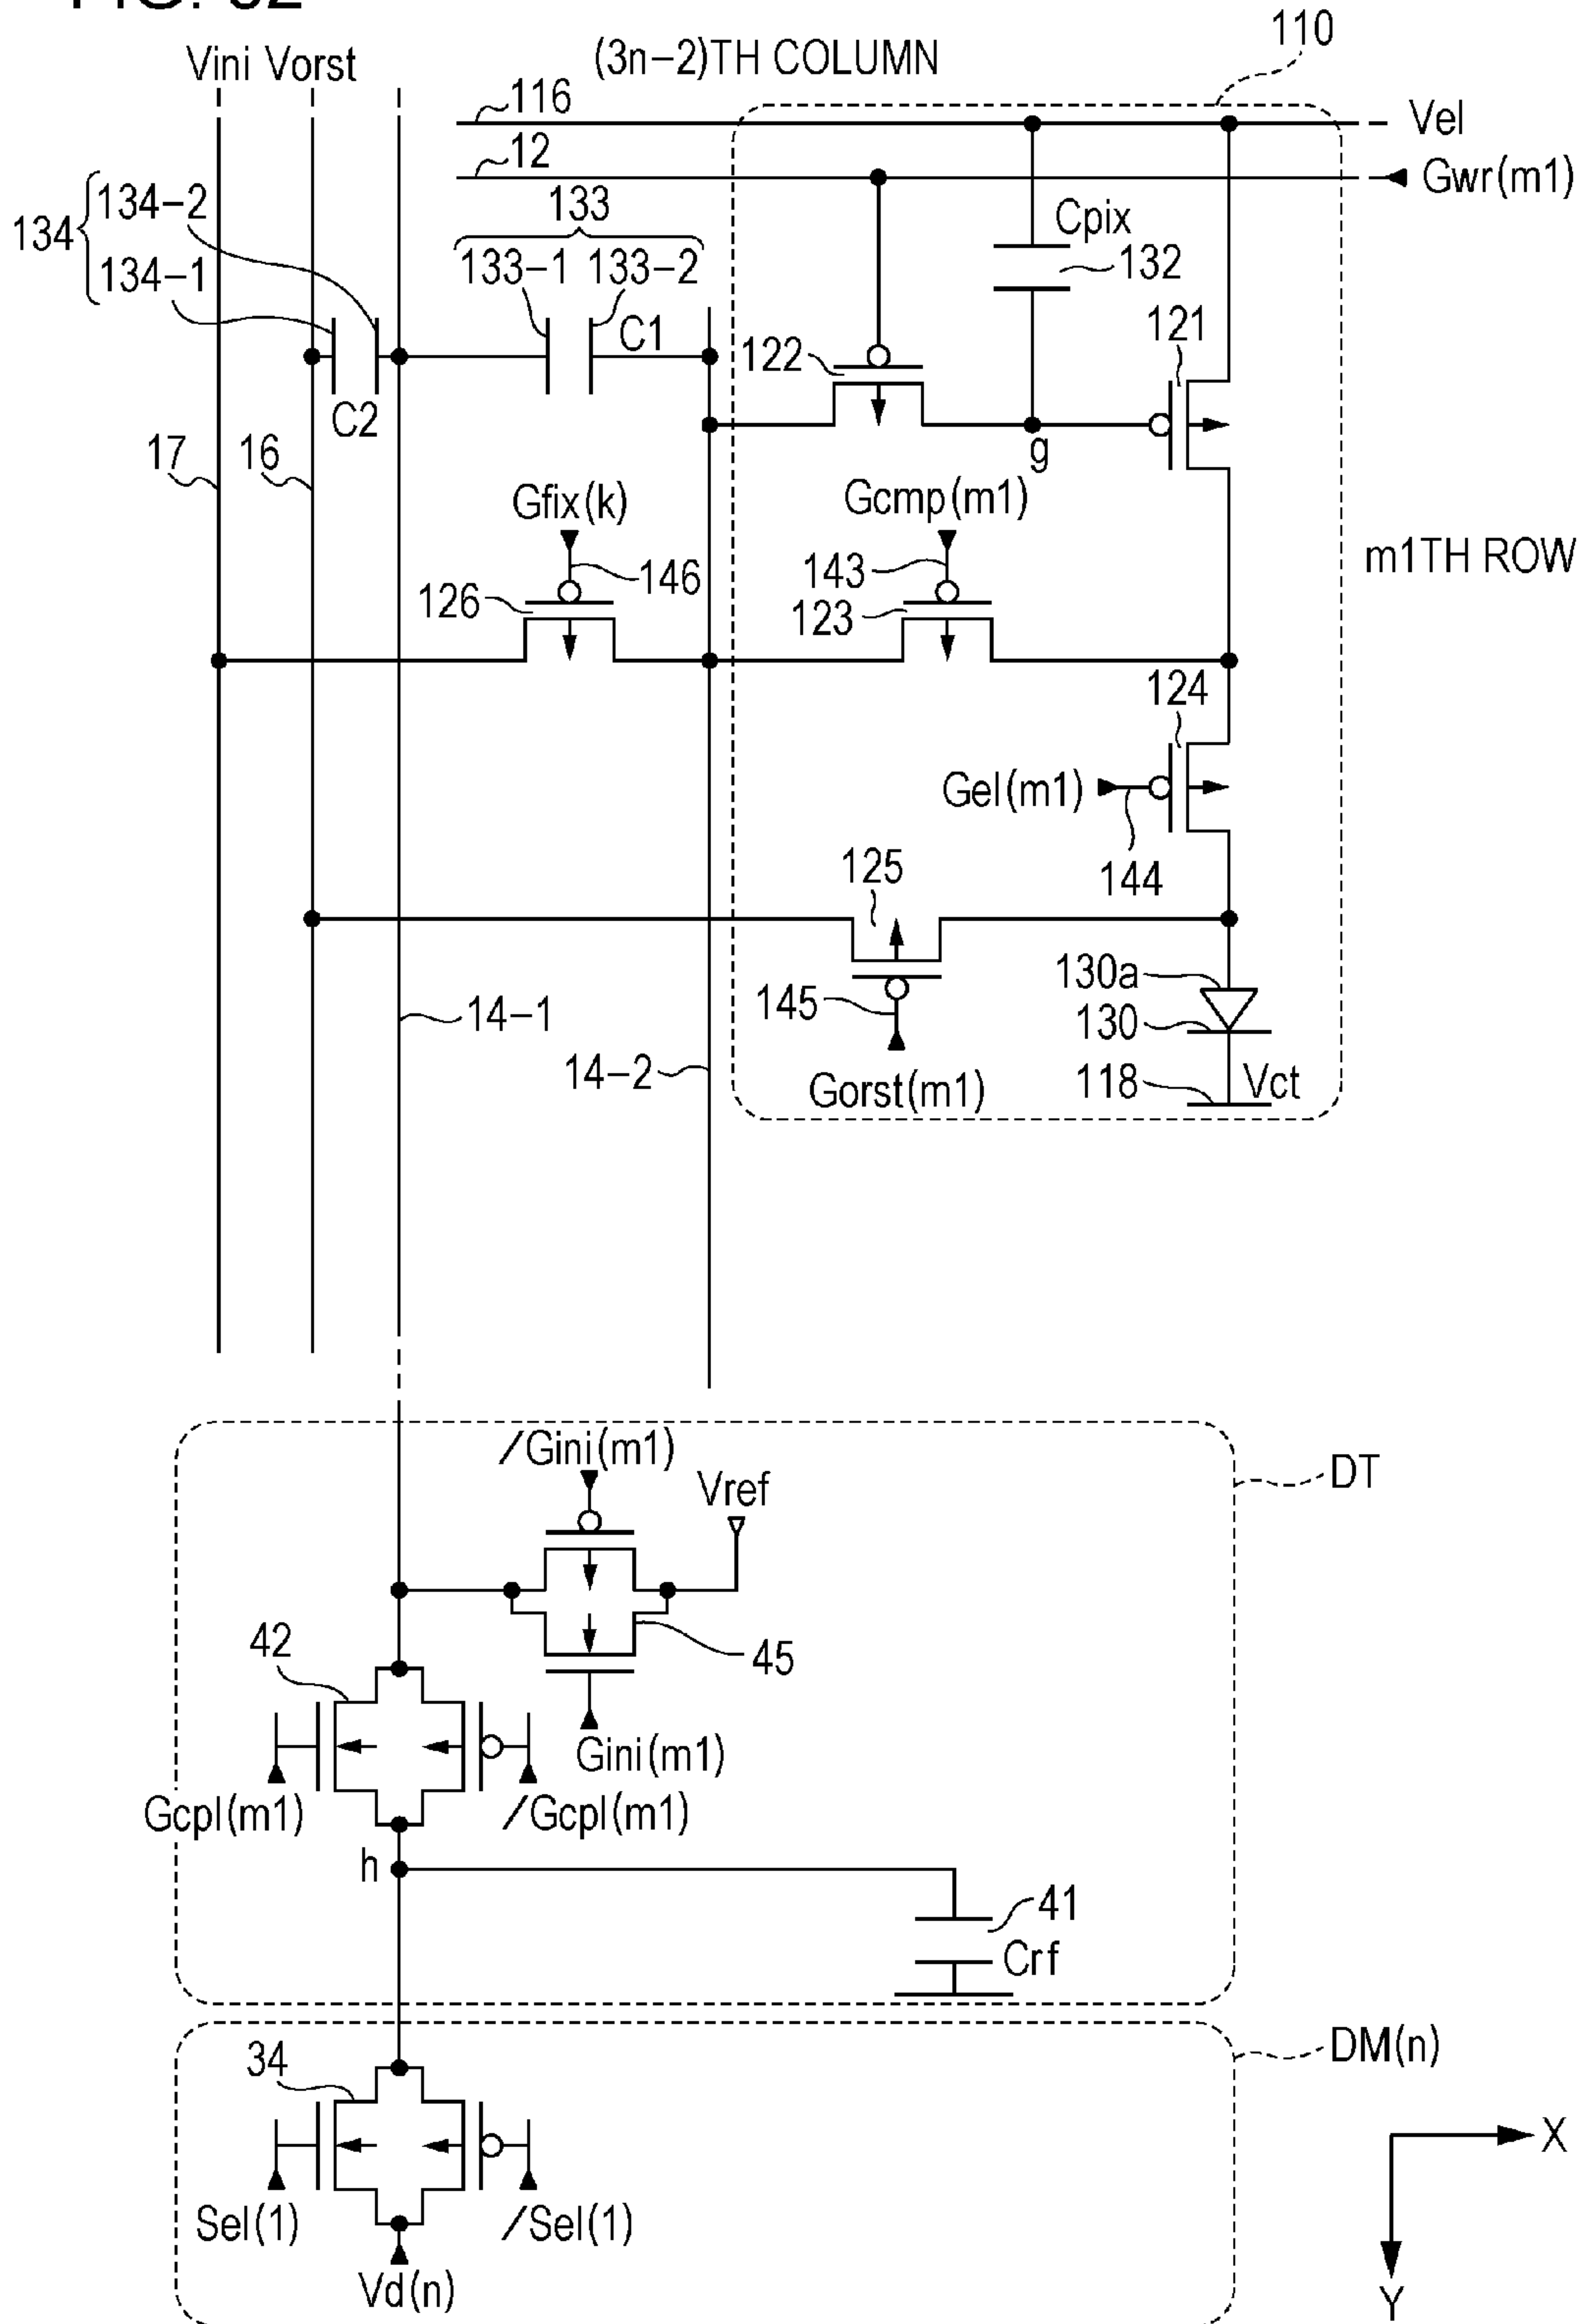 FIG. 32
Vini Vorst
(3n-2)TH COLUMN
110
116
Vel
12
Gwr(m1)
134
134-2
134-1
133
133-1 133-2
Cpix
132
C1
C2
122
121
17
16
g
Gfix(k)
Gcmp(m1)
m1TH ROW
146
143
126
123
124
Gel(m1)
144
125
130a
14-1
145
130
14-2
Gorst(m1)
118
Vct
/Gini(m1)
Vref
DT
42
45
Gini(m1)
Gcpl(m1)
/Gcpl(m1)
h
41
Crf
DM(n)
34
X
Sel(1)
/Sel(1)
Vd(n)
Y